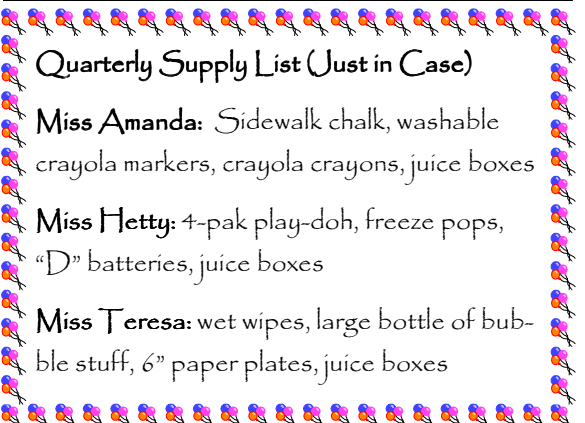 Quarterly Supply List (Just in Case)
Miss Amanda: Sidewalk chalk, washable
crayola markers, crayola crayons, juice boxes
Miss Hetty: 4-pak play-doh, freeze pops,
“D” batteries, juice boxes
Miss Teresa: wet wipes, large bottle of bub-
ble stuff, 6” paper plates, juice boxes